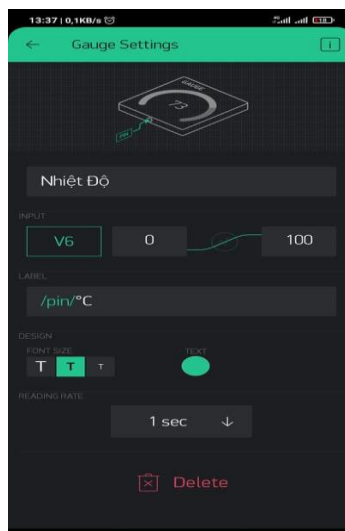 13:37 | 0,1KB/s
Gauge Settings
GAUGE
73
PIN
Nhiệt Độ
INPUT
V6 0 100
LABEL
/pin/°C
DESIGN
FONT SIZE TEXT
T T T
READING RATE
1 sec
Delete